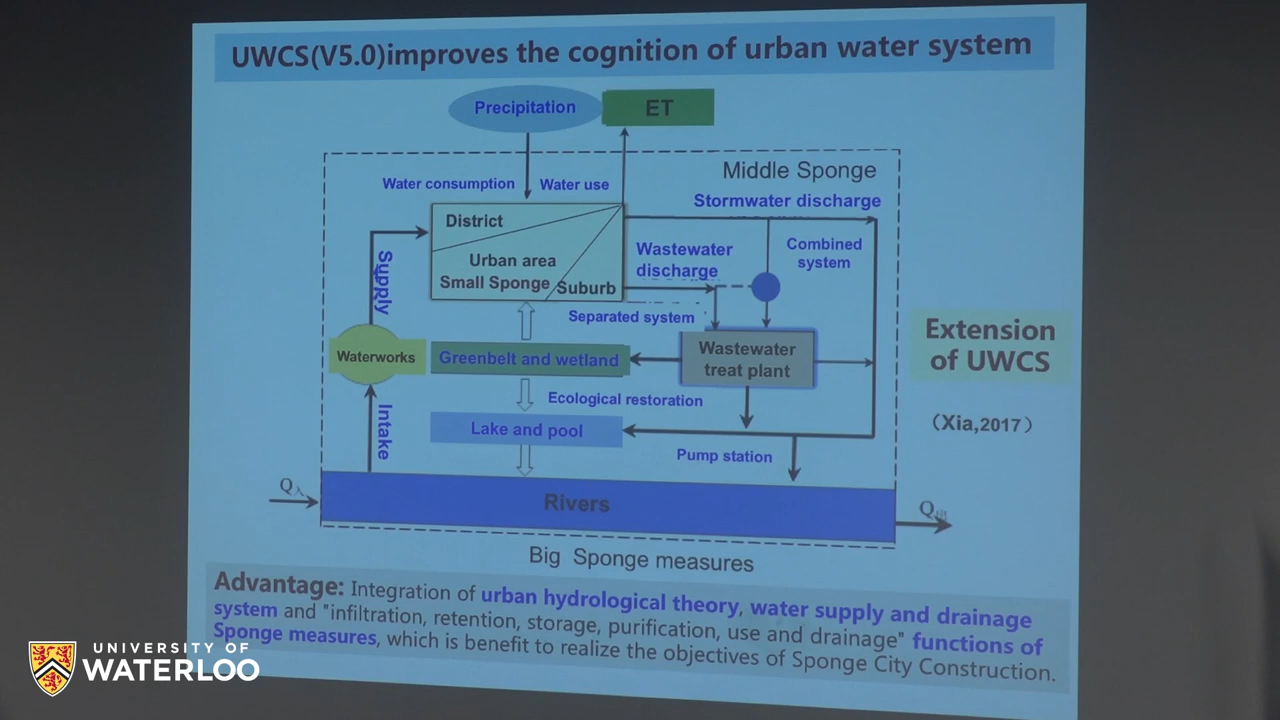 UWCS(V5.0)improves the cognition of urban water system
Precipitation
ET
Middle Sponge
Water consumption
Water use
Stormwater discharge
District
Urban area
Small Sponge
Suburb
Wastewater
discharge
Combined
system
Supply
Separated system
Waterworks
Greenbelt and wetland
Wastewater
treat plant
Extension
of UWCS
Ecological restoration
(Xia,2017)
Intake
Lake and pool
Pump station
Q入
Rivers
Q出
Big Sponge measures
Advantage: Integration of urban hydrological theory, water supply and drainage
system and "infiltration, retention, storage, purification, use and drainage" functions of
Sponge measures, which is benefit to realize the objectives of Sponge City Construction.
UNIVERSITY OF
WATERLOO